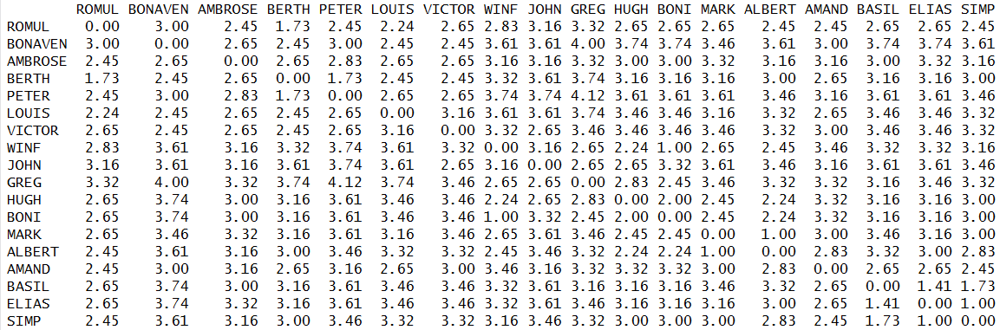 ROMUL BONAVEN AMBROSE BERTH PETER LOUIS VICTOR WINF JOHN GREG HUGH BONI MARK ALBERT AMAND BASIL ELIAS SIMP
ROMUL 0.00 3.00 2.45 1.73 2.45 2.24 2.65 2.83 3.16 3.32 2.65 2.65 2.65 2.45 2.45 2.65 2.65 2.45
BONAVEN 3.00 0.00 2.65 2.45 3.00 2.45 2.45 3.61 3.61 4.00 3.74 3.74 3.46 3.61 3.00 3.74 3.74 3.61
AMBROSE 2.45 2.65 0.00 2.65 2.83 2.65 2.65 3.16 3.16 3.32 3.00 3.00 3.32 3.16 3.16 3.00 3.32 3.16
BERTH 1.73 2.45 2.65 0.00 1.73 2.45 2.45 3.32 3.61 3.74 3.16 3.16 3.16 3.00 2.65 3.16 3.16 3.00
PETER 2.45 3.00 2.83 1.73 0.00 2.65 2.65 3.74 3.74 4.12 3.61 3.61 3.61 3.46 3.16 3.61 3.61 3.46
LOUIS 2.24 2.45 2.65 2.45 2.65 0.00 3.16 3.61 3.61 3.74 3.46 3.46 3.16 3.32 2.65 3.46 3.46 3.32
VICTOR 2.65 2.45 2.65 2.45 2.65 3.16 0.00 3.32 2.65 3.46 3.46 3.46 3.46 3.32 3.00 3.46 3.46 3.32
WINF 2.83 3.61 3.16 3.32 3.74 3.61 3.32 0.00 3.16 2.65 2.24 1.00 2.65 2.45 3.46 3.32 3.32 3.16
JOHN 3.16 3.61 3.16 3.61 3.74 3.61 2.65 3.16 0.00 2.65 2.65 3.32 3.61 3.46 3.16 3.61 3.61 3.46
GREG 3.32 4.00 3.32 3.74 4.12 3.74 3.46 2.65 2.65 0.00 2.83 2.45 3.46 3.32 3.32 3.16 3.46 3.32
HUGH 2.65 3.74 3.00 3.16 3.61 3.46 3.46 2.24 2.65 2.83 0.00 2.00 2.45 2.24 3.32 3.16 3.16 3.00
BONI 2.65 3.74 3.00 3.16 3.61 3.46 3.46 1.00 3.32 2.45 2.00 0.00 2.45 2.24 3.32 3.16 3.16 3.00
MARK 2.65 3.46 3.32 3.16 3.61 3.16 3.46 2.65 3.61 3.46 2.45 2.45 0.00 1.00 3.00 3.46 3.16 3.00
ALBERT 2.45 3.61 3.16 3.00 3.46 3.32 3.32 2.45 3.46 3.32 2.24 2.24 1.00 0.00 2.83 3.32 3.00 2.83
AMAND 2.45 3.00 3.16 2.65 3.16 2.65 3.00 3.46 3.16 3.32 3.32 3.32 3.00 2.83 0.00 2.65 2.65 2.45
BASIL 2.65 3.74 3.00 3.16 3.61 3.46 3.46 3.32 3.61 3.16 3.16 3.16 3.46 3.32 2.65 0.00 1.41 1.73
ELIAS 2.65 3.74 3.32 3.16 3.61 3.46 3.46 3.32 3.61 3.46 3.16 3.16 3.16 3.00 2.65 1.41 0.00 1.00
SIMP 2.45 3.61 3.16 3.00 3.46 3.32 3.32 3.16 3.46 3.32 3.00 3.00 3.00 2.83 2.45 1.73 1.00 0.00